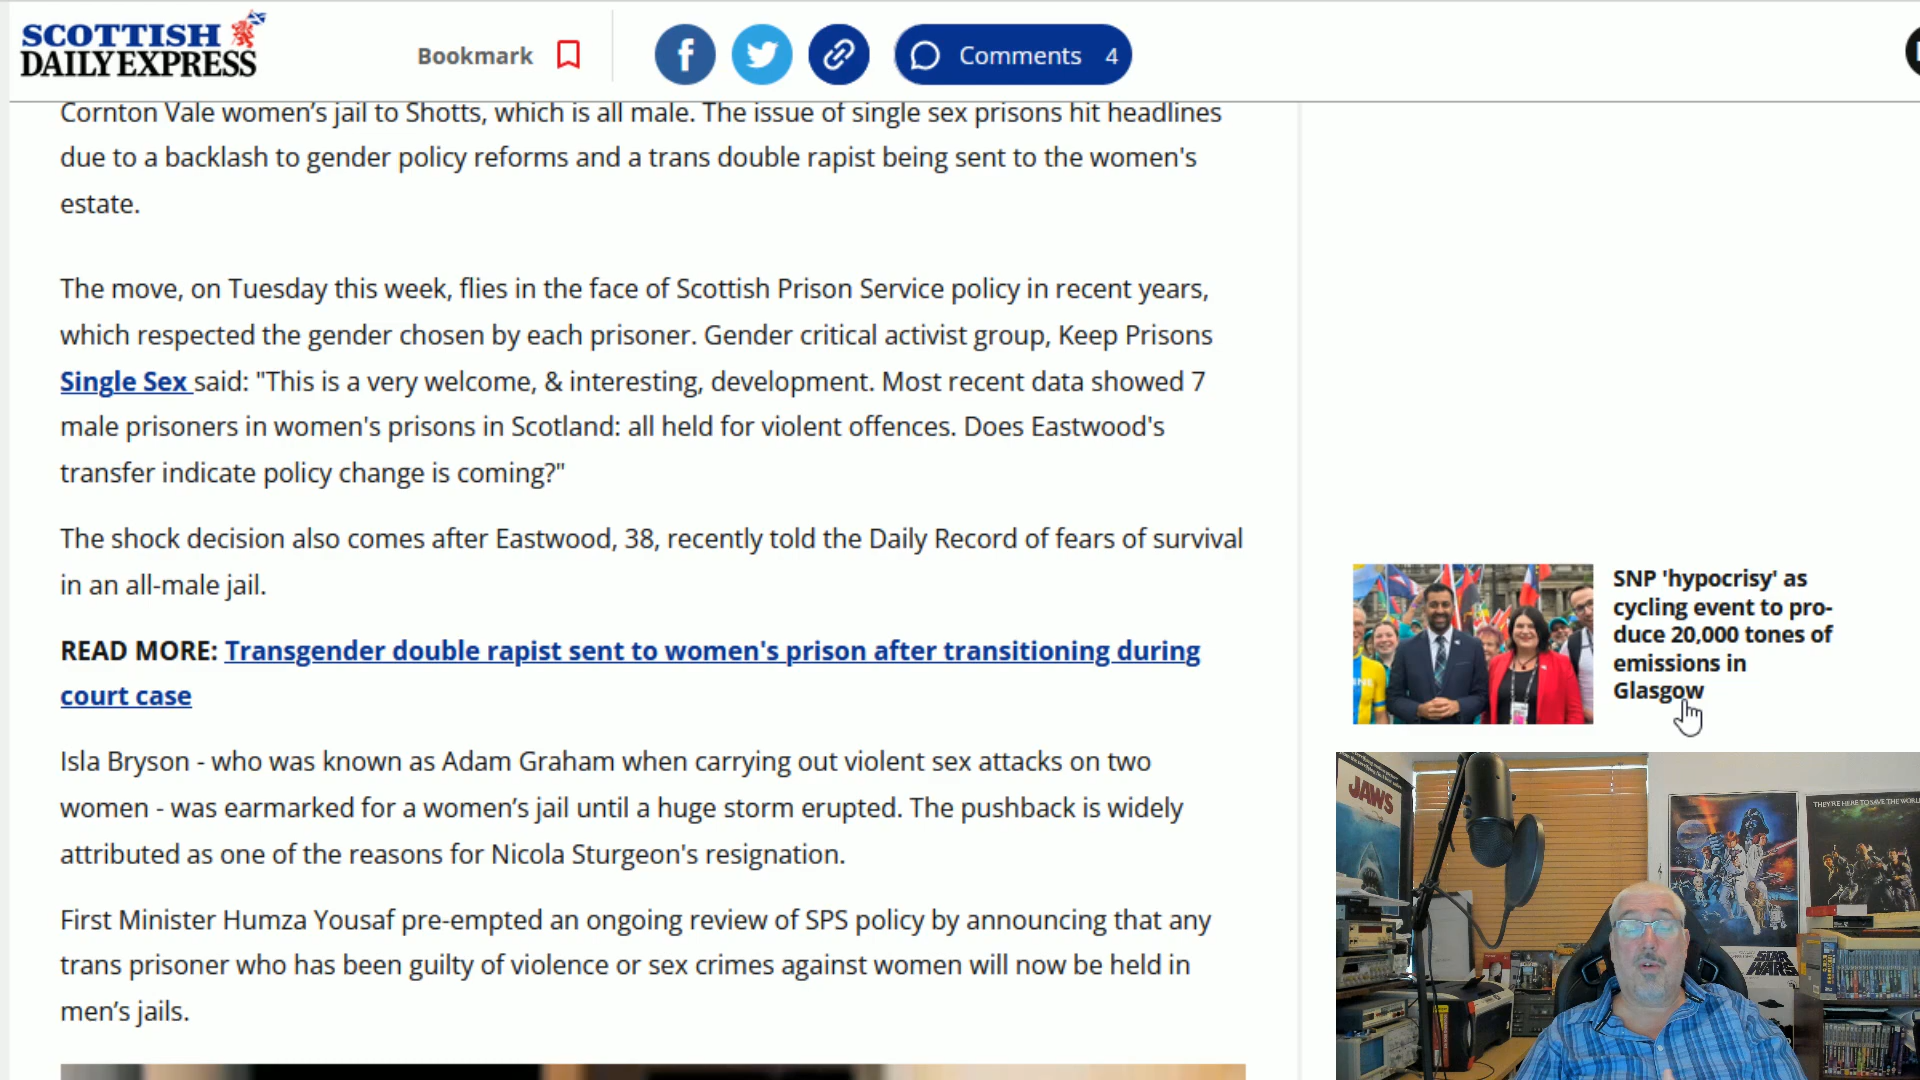 SCOTTISH
DAILY EXPRESS
Bookmark
Comments 4
Cornton Vale women's jail to Shotts, which is all male. The issue of single sex prisons hit headlines
due to a backlash to gender policy reforms and a trans double rapist being sent to the women's
estate.
The move, on Tuesday this week, flies in the face of Scottish Prison Service policy in recent years,
which respected the gender chosen by each prisoner. Gender critical activist group, Keep Prisons
Single Sex said: "This is a very welcome, & interesting, development. Most recent data showed 7
male prisoners in women's prisons in Scotland: all held for violent offences. Does Eastwood's
transfer indicate policy change is coming?"
The shock decision also comes after Eastwood, 38, recently told the Daily Record of fears of survival
in an all-male jail.
READ MORE: Transgender double rapist sent to women's prison after transitioning during
court case
Isla Bryson - who was known as Adam Graham when carrying out violent sex attacks on two
women - was earmarked for a women's jail until a huge storm erupted. The pushback is widely
attributed as one of the reasons for Nicola Sturgeon's resignation.
First Minister Humza Yousaf pre-empted an ongoing review of SPS policy by announcing that any
trans prisoner who has been guilty of violence or sex crimes against women will now be held in
men's jails.
SNP 'hypocrisy' as
cycling event to pro-
duce 20,000 tones of
emissions in
Glasgow
JAWS
THEY'RE HERE TO SAVE THE WORLD
STAR
WARS